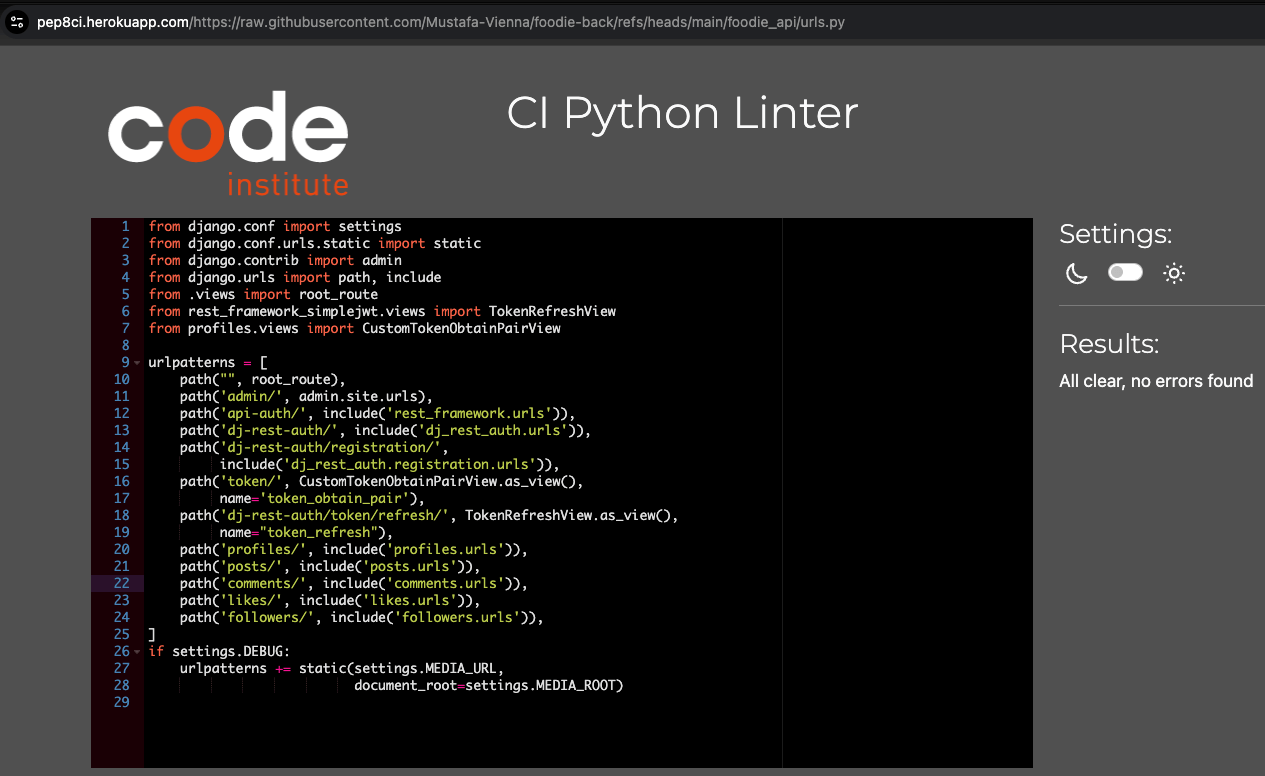 pep8ci.herokuapp.com/https://raw.githubusercontent.com/Mustafa-Vienna/foodie-back/refs/heads/main/foodie_api/urls.py
code
institute
CI Python Linter
1 from django.conf import settings
2 from django.conf.urls.static import static
3 from django.contrib import admin
4 from django.urls import path, include
5 from .views import root_route
6 from rest_framework_simplejwt.views import TokenRefreshView
7 from profiles.views import CustomTokenObtainPairView
8
9 urlpatterns = [
10     path("", root_route),
11     path('admin/', admin.site.urls),
12     path('api-auth/', include('rest_framework.urls')),
13     path('dj-rest-auth/', include('dj_rest_auth.urls')),
14     path('dj-rest-auth/registration/',
15          include('dj_rest_auth.registration.urls')),
16     path('token/', CustomTokenObtainPairView.as_view(),
17          name='token_obtain_pair'),
18     path('dj-rest-auth/token/refresh/', TokenRefreshView.as_view(),
19          name="token_refresh"),
20     path('profiles/', include('profiles.urls')),
21     path('posts/', include('posts.urls')),
22     path('comments/', include('comments.urls')),
23     path('likes/', include('likes.urls')),
24     path('followers/', include('followers.urls')),
25 ]
26 if settings.DEBUG:
27     urlpatterns += static(settings.MEDIA_URL,
28                           document_root=settings.MEDIA_ROOT)
29
Settings:
Results:
All clear, no errors found